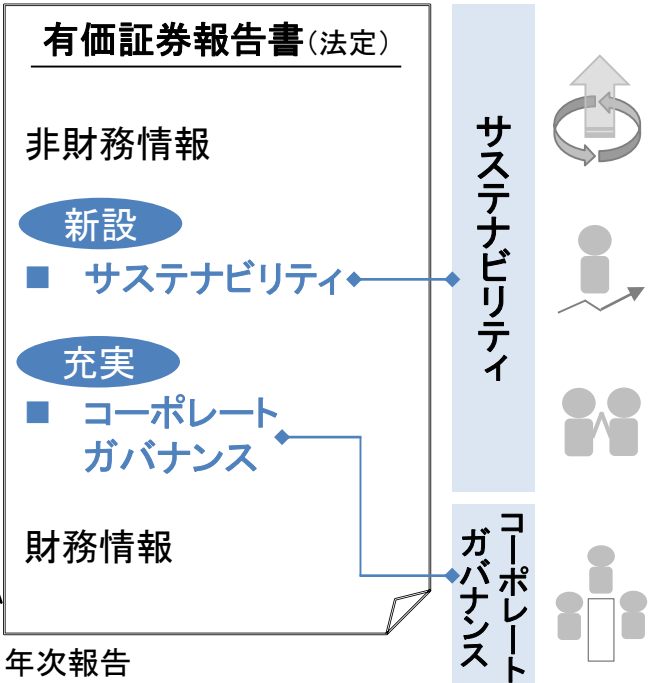 有価証券報告書(法定)
非財務情報
新設
■ サステナビリティ
充実
■ コーポレート
ガバナンス
財務情報
年次報告
サステナビリティ
コーポレート
ガバナンス